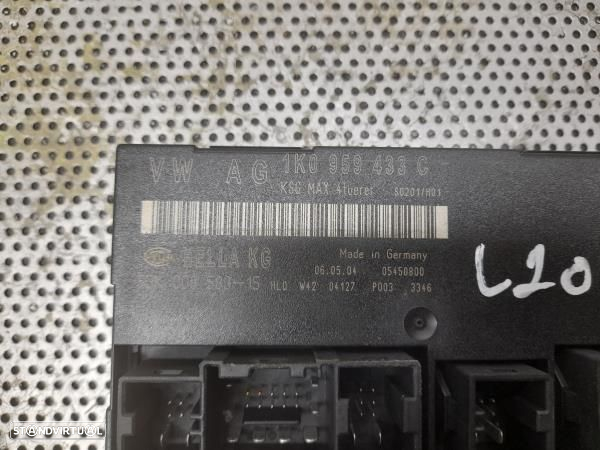 VW AG 1K0 959 433 C
KSG MAX 4tuerer S0201/H01
HELLA KG Made in Germany
06.05.04 05450800
HLO W42 04127 P003 3346
L20
STANDVIRTUAL